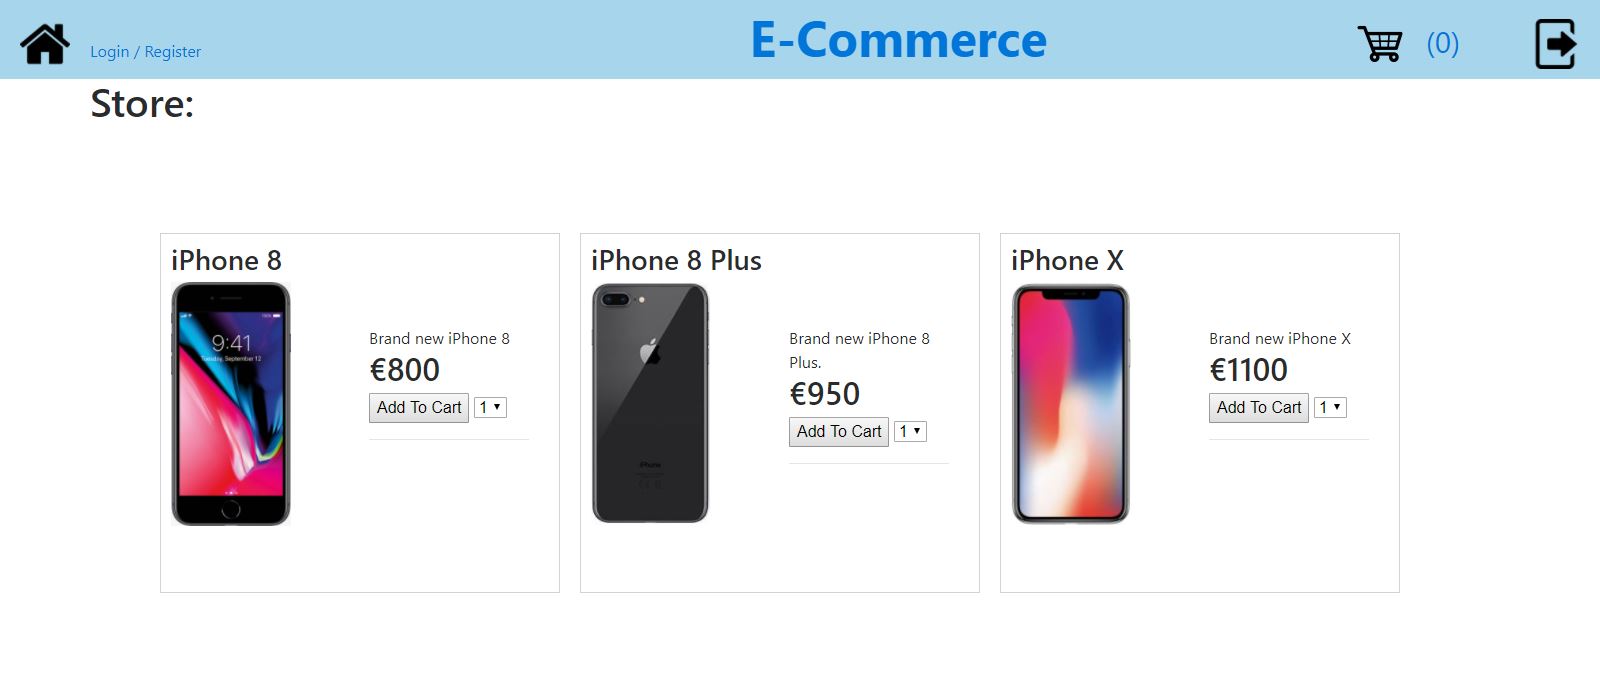 Login / Register
E-Commerce
(0)
Store:
iPhone 8
9:41
Tuesday, September 12
Brand new iPhone 8
€800
Add To Cart
1
iPhone 8 Plus
iPhone
Brand new iPhone 8
Plus.
€950
Add To Cart
1
iPhone X
Brand new iPhone X
€1100
Add To Cart
1